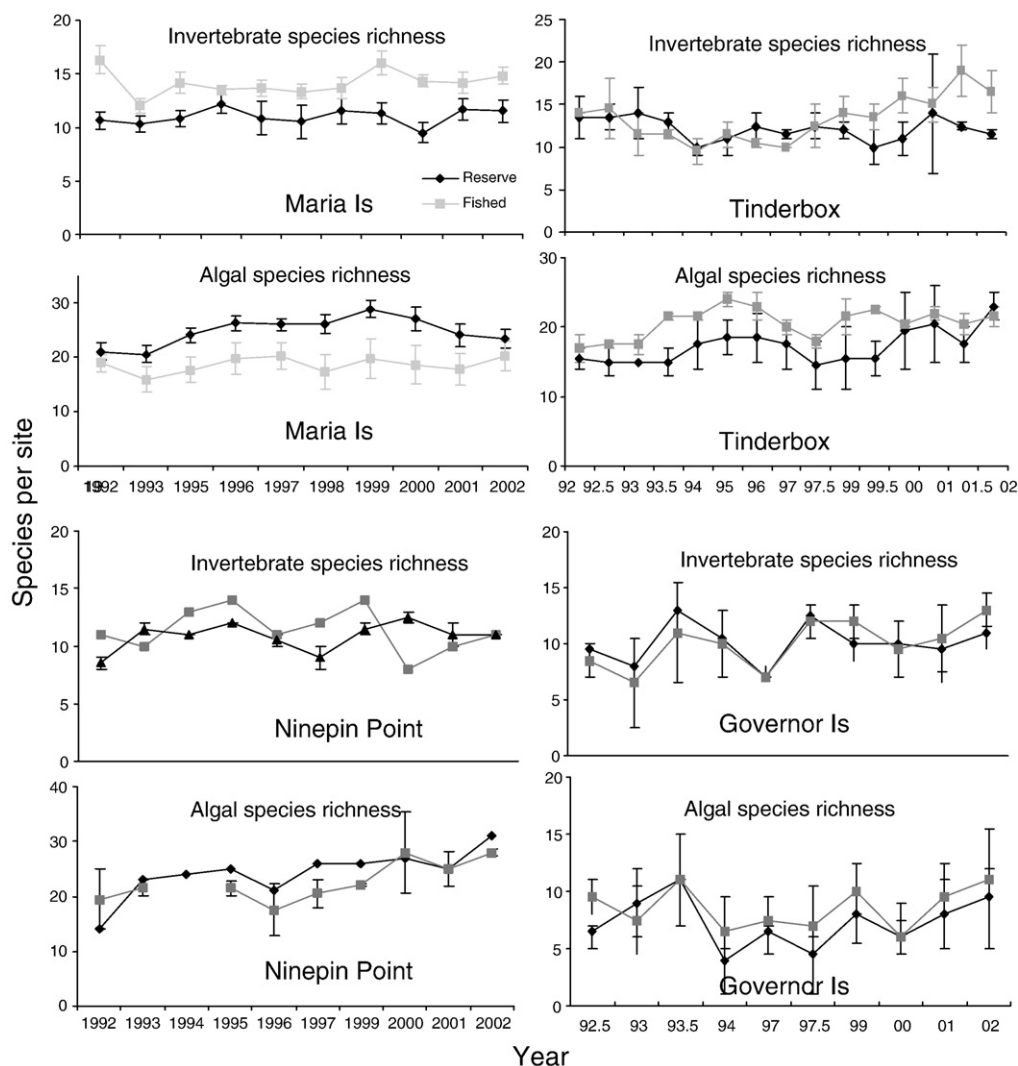 Species per site
20
15
10
5
0
Invertebrate species richness
Reserve
Fished
Maria Is
25
20
15
10
5
0
Invertebrate species richness
Tinderbox
30
20
10
0
Algal species richness
Maria Is
1992 1993 1995 1996 1997 1998 1999 2000 2001 2002
30
20
10
0
Algal species richness
Tinderbox
92 92.5 93 93.5 94 95 96 97 97.5 99 99.5 00 01 01.5 02
20
15
10
5
0
Invertebrate species richness
Ninepin Point
20
15
10
5
0
Invertebrate species richness
Governor Is
40
30
20
10
0
Algal species richness
Ninepin Point
1992 1993 1994 1995 1996 1997 1999 2000 2001 2002
20
15
10
5
0
Algal species richness
Governor Is
92.5 93 93.5 94 97 97.5 99 00 01 02
Year